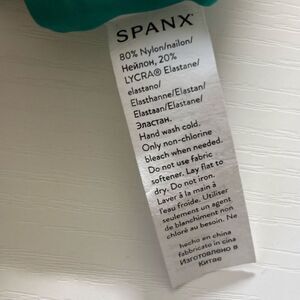 SPANX®
80% Nylon/nailon/
Нейлон, 20%
LYCRA® Elastane/
elastano/
Elasthanne/Elastan/
Elastaan/Elastane/
Эластан.
Hand wash cold.
Only non-chlorine
bleach when needed.
Do not use fabric
softener. Lay flat to
dry. Do not iron.
Laver à la main à
l'eau froide. Utiliser
seulement un agent
de blanchiment non
chloré au besoin. Ne
hecho en china
fabbricato in cina
Изготовлено в
Китае